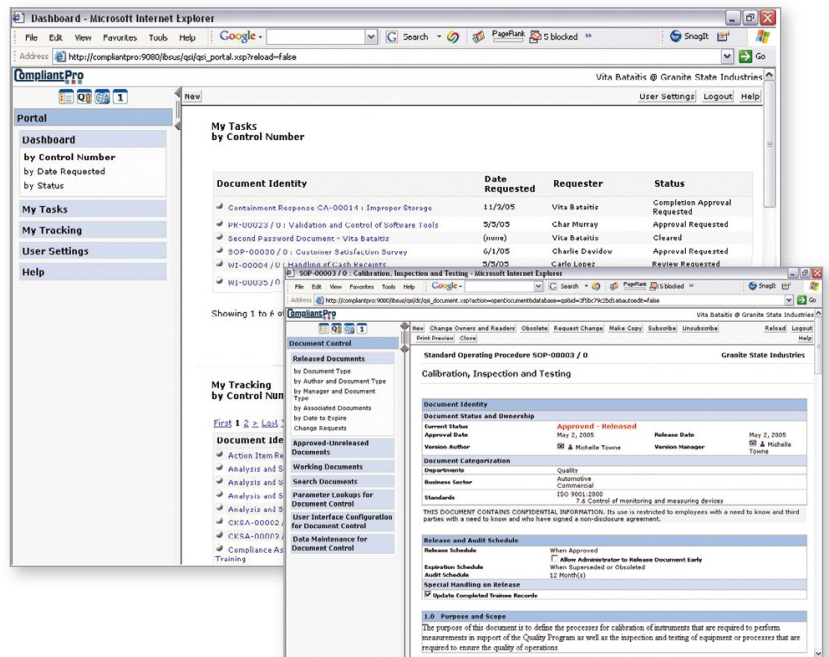 Dashboard - Microsoft Internet Explorer
File Edit View Favorites Tools Help Google - Search PageRank 5 blocked » SnagIt
Address http://compliantpro:9080/ibsus/qsi/qsi_portal.xsp?reload=false Go
CompliantPro Vita Bataitis @ Granite State Industries
New User Settings Logout Help
Portal
Dashboard
by Control Number
by Date Requested
by Status
My Tasks
My Tracking
User Settings
Help
My Tasks
by Control Number
Document Identity Date Requested Requester Status
Containment Response CA-00014 : Improper Storage 11/3/05 Vita Bataitis Completion Approval Requested
PR-00023 / 0 : Validation and Control of Software Tools 5/5/05 Char Murray Approval Requested
Second Password Document - Vita Bataitis (none) Vita Bataitis Cleared
SOP-00030 / 0 : Customer Satisfaction Survey 6/1/05 Charlie Davidow Approval Requested
WI-00004 / 0 : Handling of Cash Receipts 5/5/05 Carlo Lopez Review Requested
WI-00035 / 0
Showing 1 to 6 of
My Tracking
by Control Num
First 1 2 > Last
Document Ide
Action Item Re
Analysis and S
Analysis and S
Analysis and S
Analysis and S
CKSA-00002 /
CKSA-00003 /
Compliance As
Training
SOP-00003 / 0 : Calibration, Inspection and Testing - Microsoft Internet Explorer
File Edit View Favorites Tools Help Google - Search PageRank 5 blocked » SnagIt
Address Go
CompliantPro Vita Bataitis @ Granite State Industries
New Change Owners and Readers Obsolete Request Change Make Copy Subscribe Unsubscribe Reload Logout
Print Preview Close Help
Document Control
Released Documents
by Document Type
by Author and Document Type
by Manager and Document
Type
by Associated Documents
by Date to Expire
Change Requests
Approved-Unreleased
Documents
Working Documents
Search Documents
Parameter Lookups for
Document Control
User Interface Configuration
for Document Control
Data Maintenance for
Document Control
Standard Operating Procedure SOP-00003 / 0 Granite State Industries
Calibration, Inspection and Testing
Document Identity
Document Status and Ownership
Current Status Approved - Released
Approval Date May 2, 2005 Release Date May 2, 2005
Version Author Michelle Towne Version Manager Michelle Towne
Document Categorization
Departments Quality
Business Sector Automotive
Commercial
Standards ISO 9001:2000
7.6 Control of monitoring and measuring devices
THIS DOCUMENT CONTAINS CONFIDENTIAL INFORMATION. Its use is restricted to employees with a need to know and third
parties with a need to know and who have signed a non-disclosure agreement.
Release and Audit Schedule
Release Schedule When Approved
Allow Administrator to Release Document Early
Expiration Schedule When Superseded or Obsoleted
Audit Schedule 12 Month(s)
Special Handling on Release
Update Completed Trainee Records
1.0 Purpose and Scope
The purpose of this document is to define the processes for calibration of instruments that are required to perform
measurements in support of the Quality Program as well as the inspection and testing of equipment or processes that are
required to ensure the quality of operations.